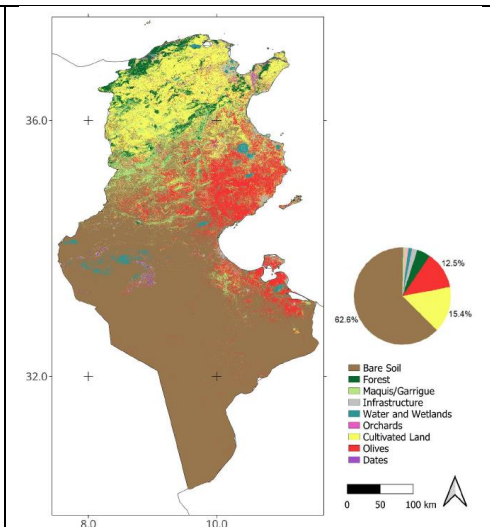 36.0
32.0
8.0
10.0
12.5%
15.4%
62.6%
Bare Soil
Forest
Maquis/Garrigue
Infrastructure
Water and Wetlands
Orchards
Cultivated Land
Olives
Dates
0 50 100 km